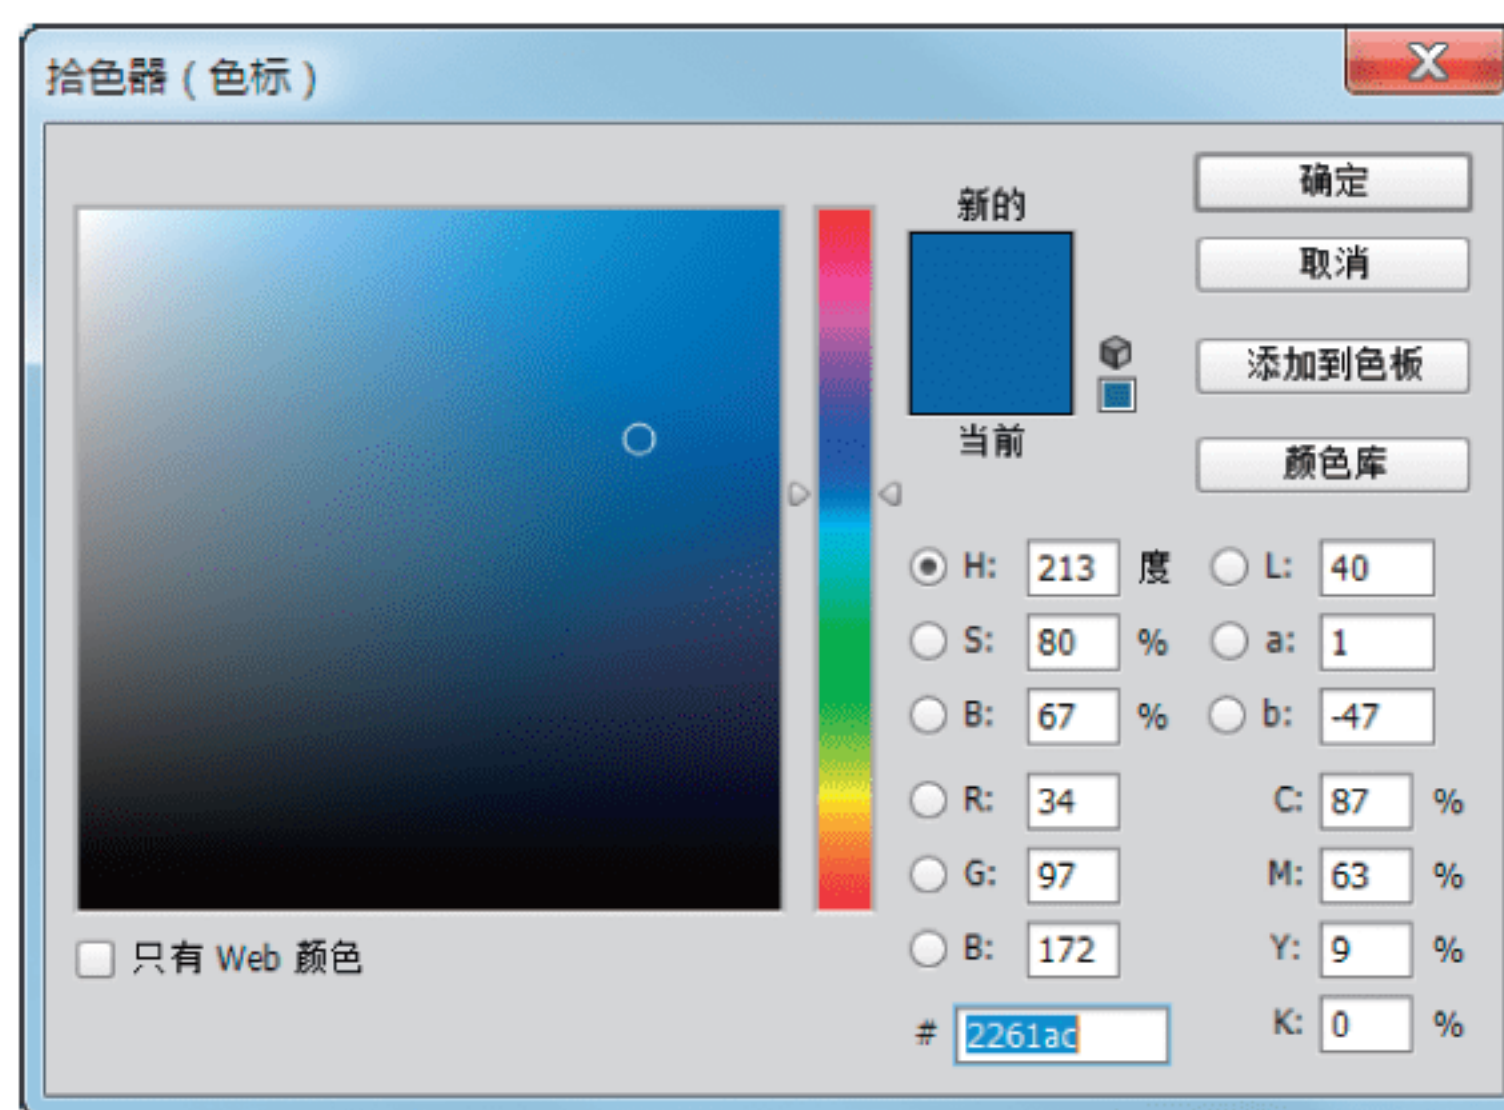 拾色器（色标）
确定
新的
取消
添加到色板
当前
颜色库
H: 213 度 L: 40
S: 80 % a: 1
B: 67 % b: -47
R: 34 C: 87 %
G: 97 M: 63 %
只有 Web 颜色 B: 172 Y: 9 %
# 2261ac K: 0 %